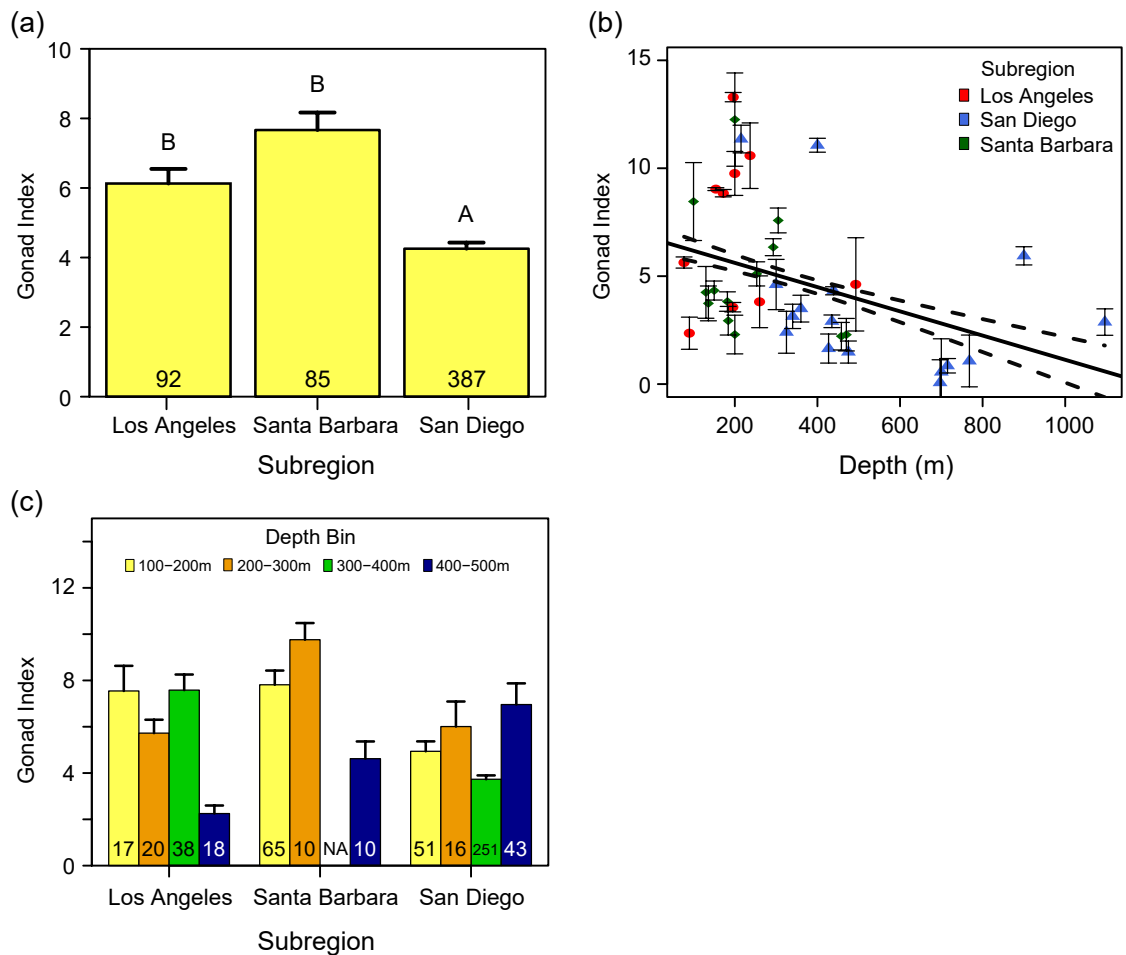 (a)
Gonad Index
10
8
6
4
2
0
B
B
A
92
85
387
Los Angeles Santa Barbara San Diego
Subregion
(b)
Gonad Index
15
10
5
0
Subregion
Los Angeles
San Diego
Santa Barbara
200 400 600 800 1000
Depth (m)
(c)
Gonad Index
12
8
4
0
Depth Bin
100−200m 200−300m 300−400m 400−500m
17 20 38 18 65 10 NA 10 51 16 251 43
Los Angeles Santa Barbara San Diego
Subregion